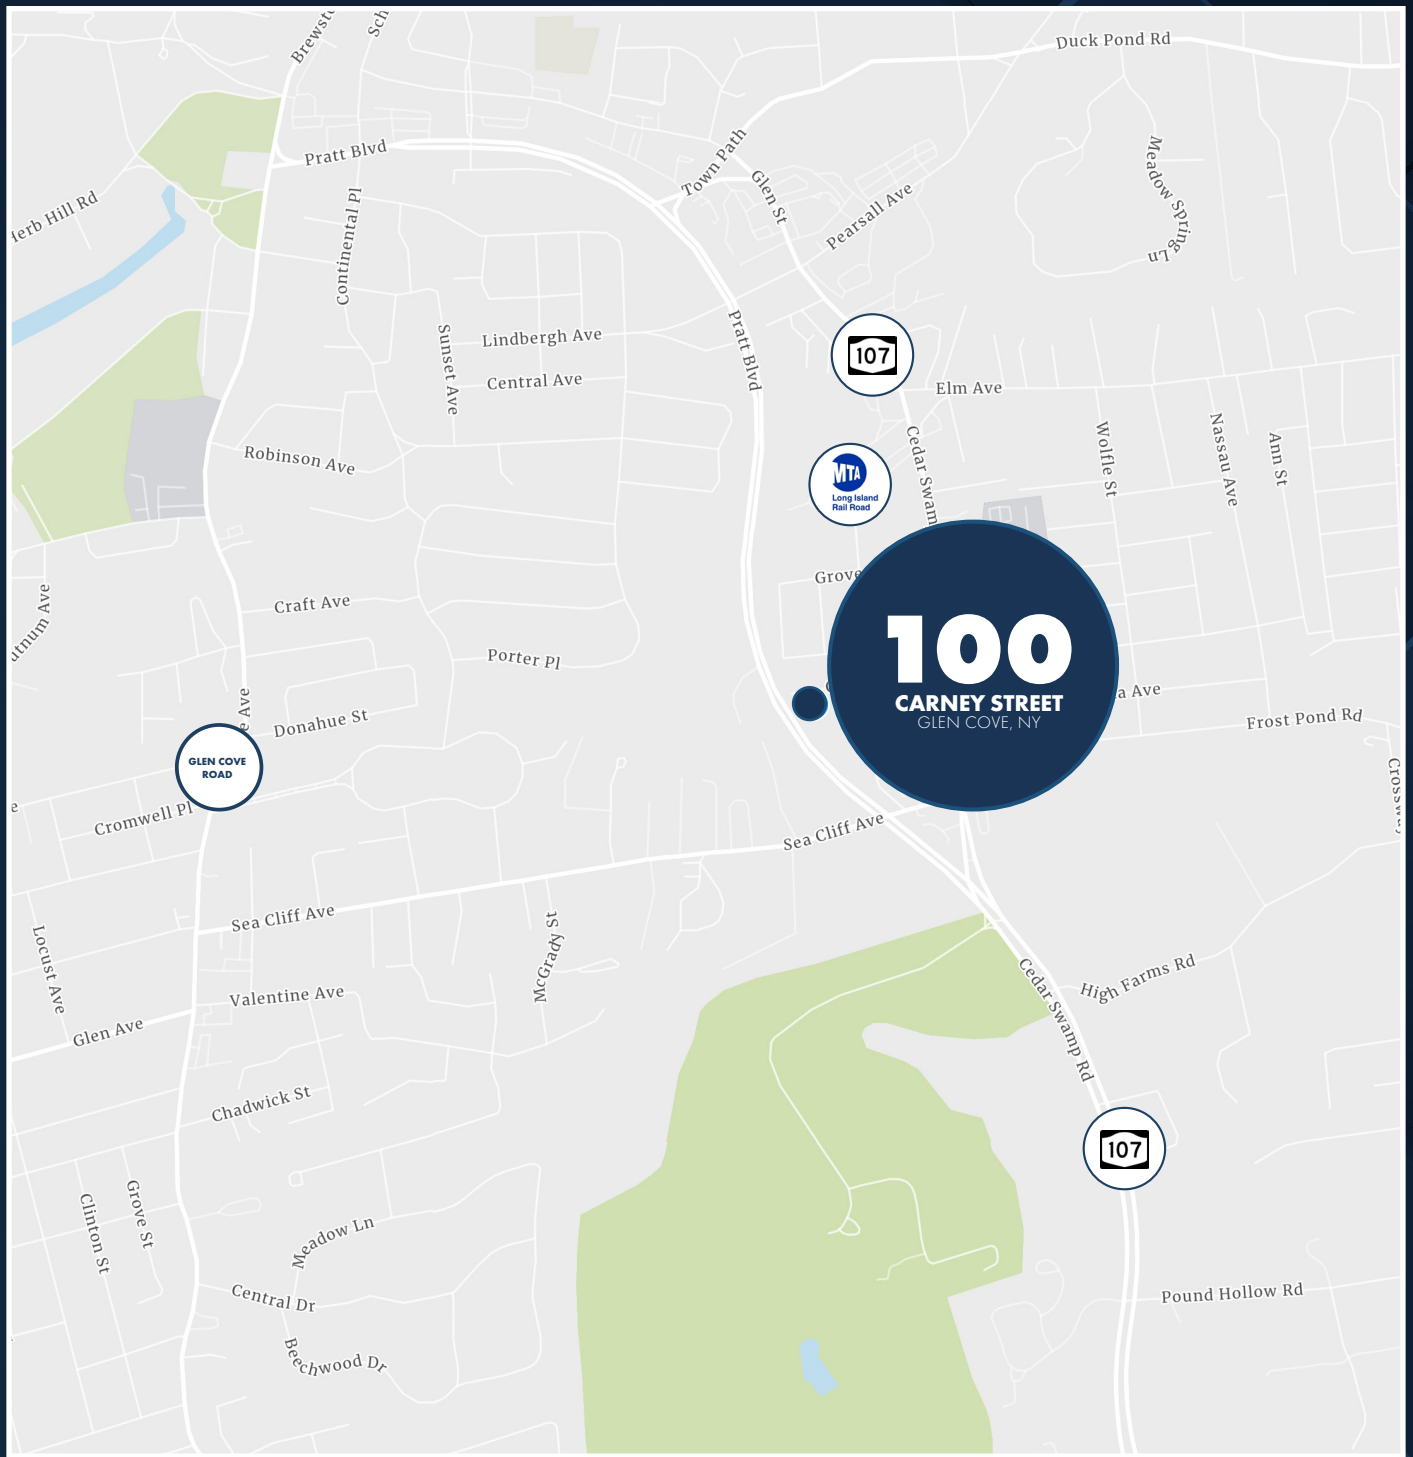 Duck Pond Rd
Pratt Blvd
Town Path
Glen St
Pearsall Ave
Meadow Spring Ln
Herb Hill Rd
Continental Pl
Sunset Ave
Lindbergh Ave
Central Ave
Pratt Blvd
107
Elm Ave
Cedar Swam
Wolfle St
Nassau Ave
Ann St
Robinson Ave
MTA
Long Island
Rail Road
Grove
Craft Ave
Porter Pl
100
CARNEY STREET
GLEN COVE, NY
a Ave
Frost Pond Rd
e Ave
Donahue St
GLEN COVE
ROAD
Cromwell Pl
Sea Cliff Ave
Sea Cliff Ave
Locust Ave
McGrady St
Valentine Ave
Glen Ave
Cedar Swamp Rd
High Farms Rd
Chadwick St
107
Clinton St
Grove St
Meadow Ln
Central Dr
Beechwood Dr
Pound Hollow Rd